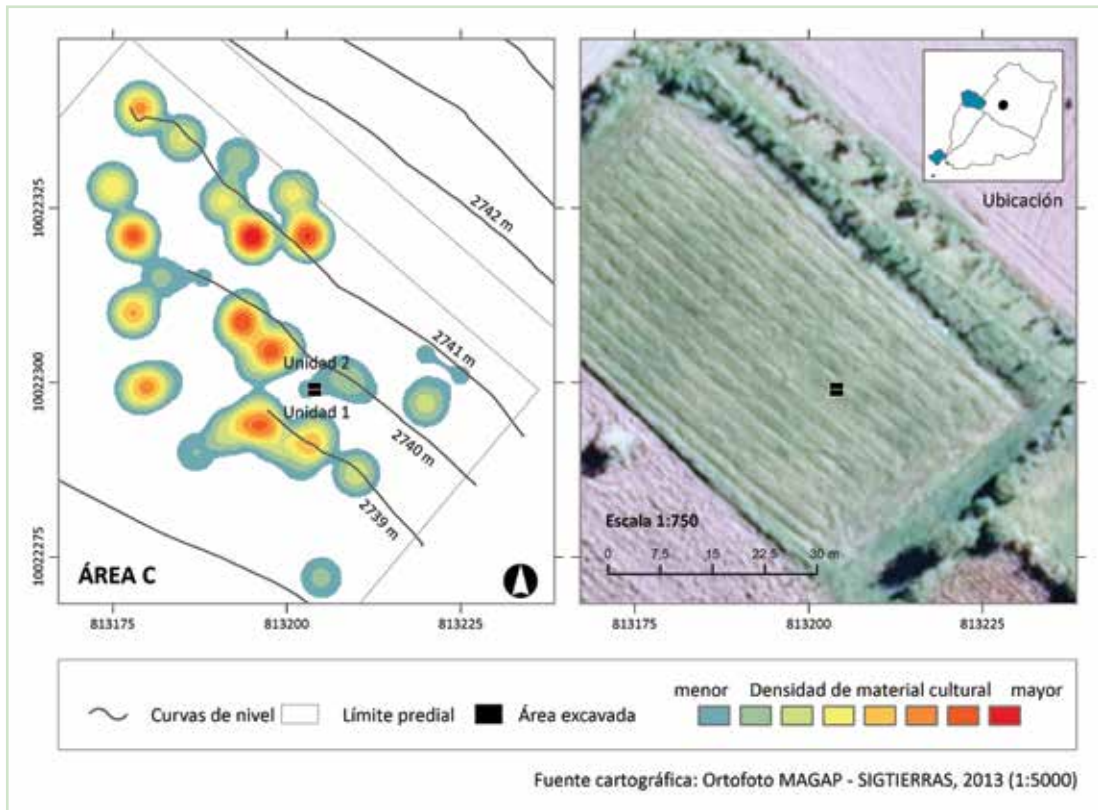 10022325
10022300
10022275
2742 m
2741 m
Unidad 2
Unidad 1
2740 m
2739 m
ÁREA C
813175
813200
813225
Ubicación
Escala 1:750
0 7.5 15 22.5 30 m
813175
813200
813225
Curvas de nivel
Límite predial
Área excavada
menor Densidad de material cultural mayor
Fuente cartográfica: Ortofoto MAGAP - SIGTIERRAS, 2013 (1:5000)